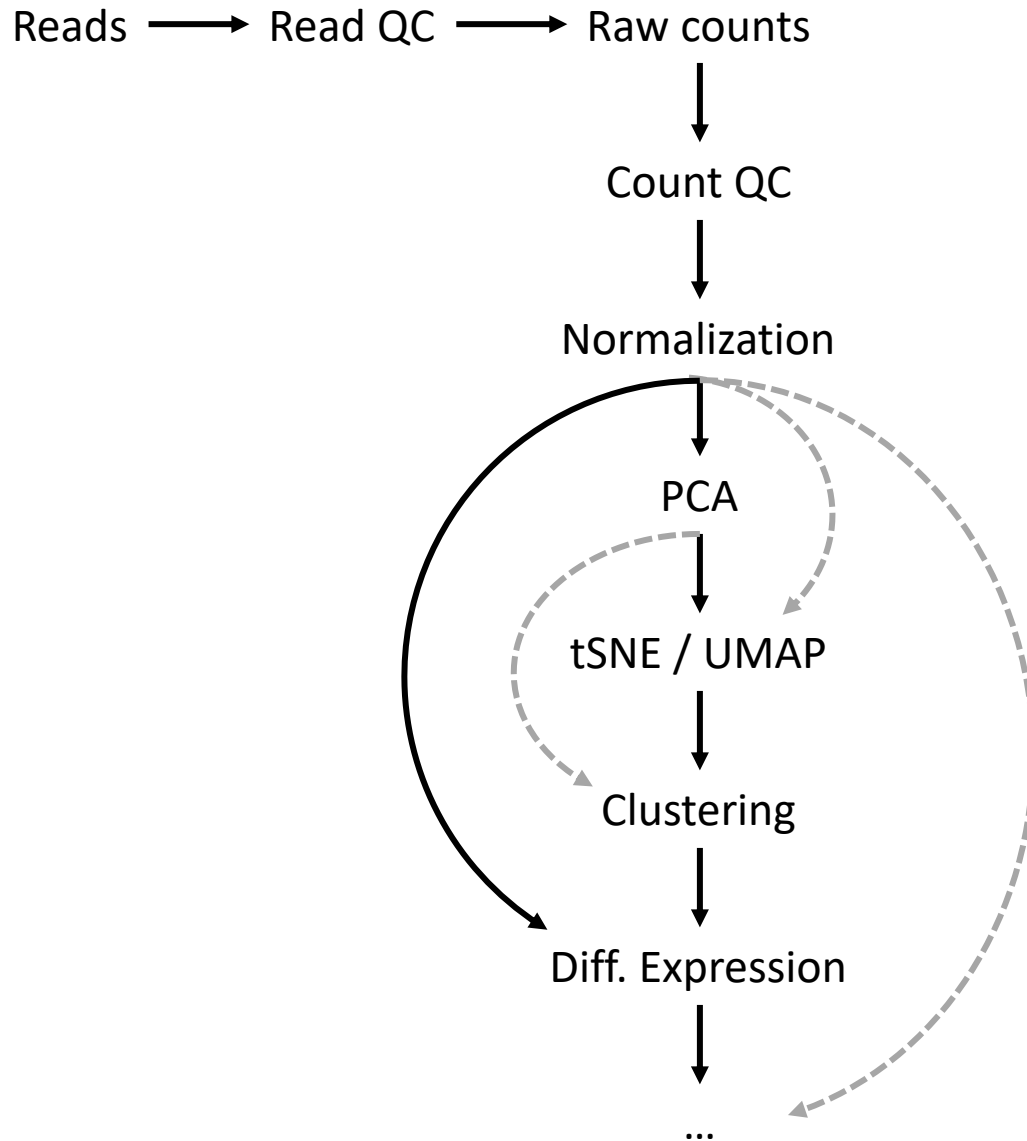 Reads Read QC Raw counts
Count QC
Normalization
PCA
tSNE / UMAP
Clustering
Diff. Expression
...